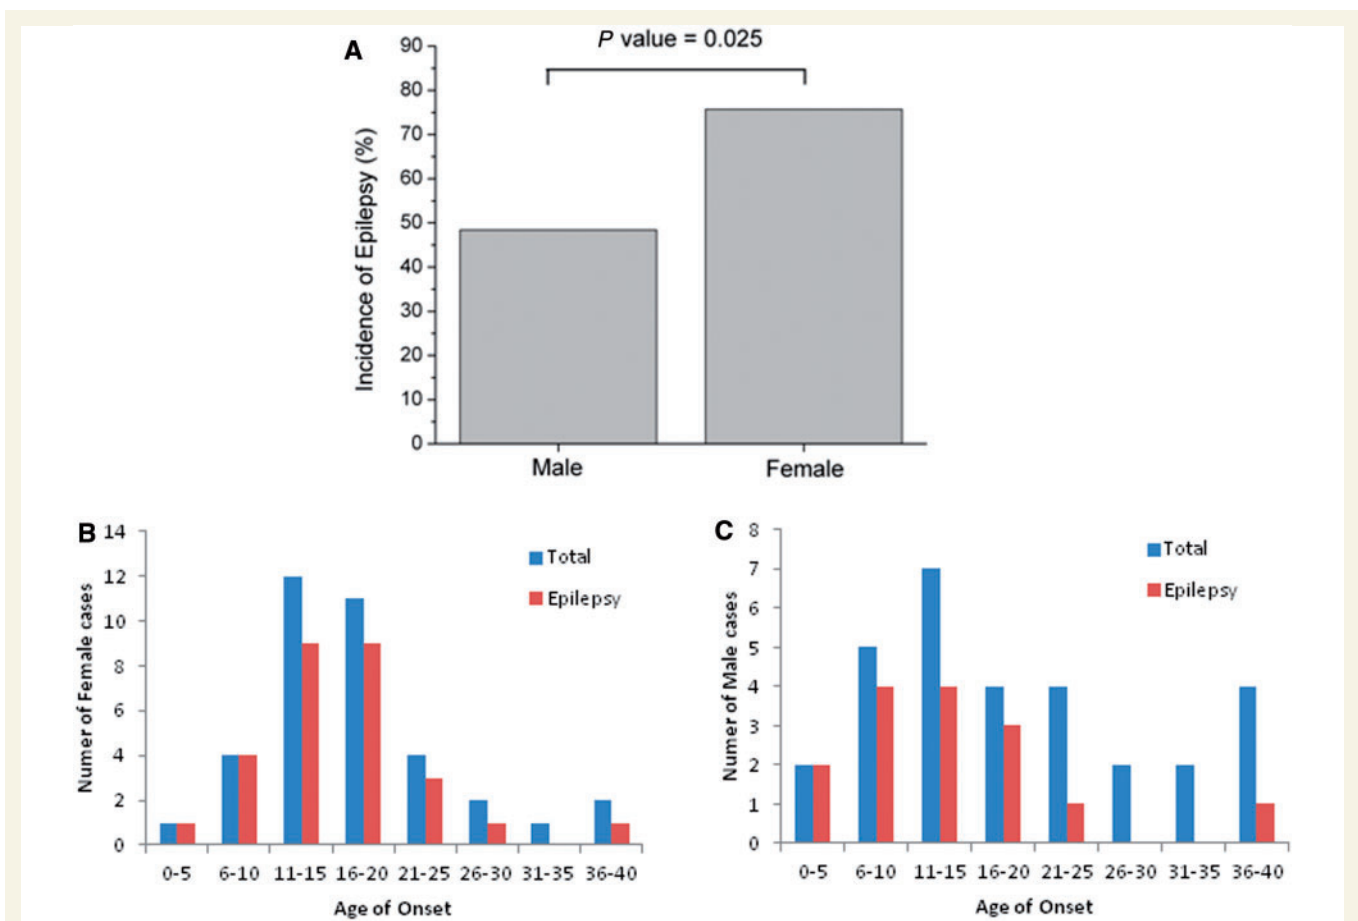 A
P value = 0.025
Incidence of Epilepsy (%)
90
80
70
60
50
40
30
20
10
0
Male Female
B
Numer of Female cases
14
12
10
8
6
4
2
0
Total
Epilepsy
0-5 6-10 11-15 16-20 21-25 26-30 31-35 36-40
Age of Onset
C
Numer of Male cases
8
7
6
5
4
3
2
1
0
Total
Epilepsy
0-5 6-10 11-15 16-20 21-25 26-30 31-35 36-40
Age of Onset